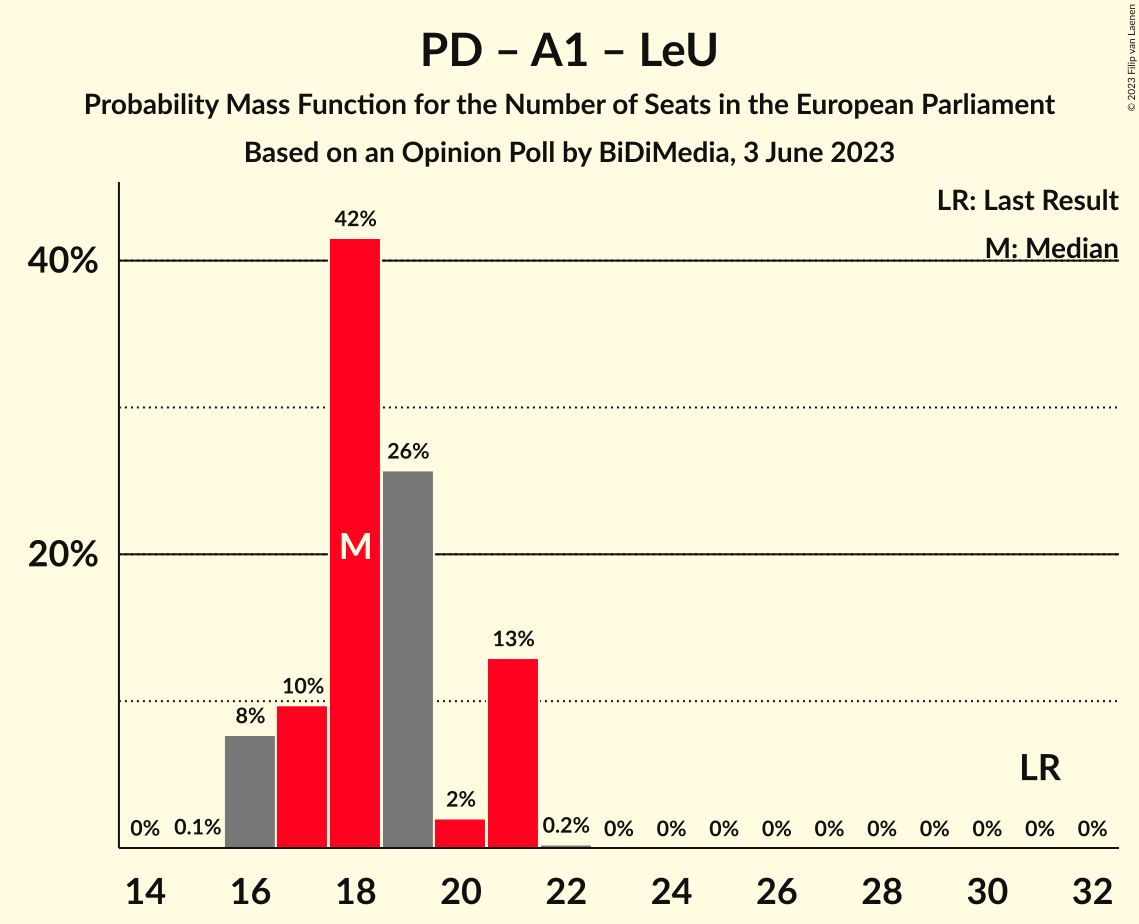 PD – A1 – LeU
Probability Mass Function for the Number of Seats in the European Parliament
Based on an Opinion Poll by BiDiMedia, 3 June 2023
© 2023 Filip van Laenen
LR: Last Result
M: Median
40%
20%
0%
0.1%
8%
10%
42%
M
26%
2%
13%
0.2%
0%
0%
0%
0%
0%
0%
0%
0%
LR
0%
0%
14 16 18 20 22 24 26 28 30 32